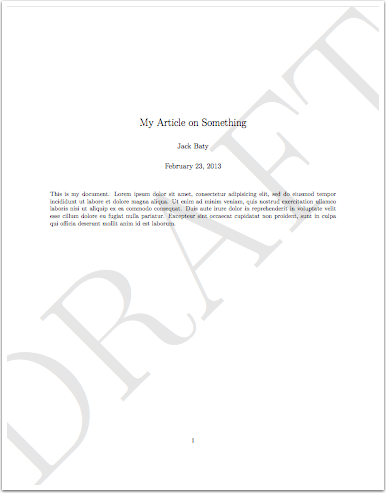 My Article on Something
Jack Baty
February 23, 2013
This is my document. Lorem ipsum dolor sit amet, consectetur adipisicing elit, sed do eiusmod tempor
incididunt ut labore et dolore magna aliqua. Ut enim ad minim veniam, quis nostrud exercitation ullamco
laboris nisi ut aliquip ex ea commodo consequat. Duis aute irure dolor in reprehenderit in voluptate velit
esse cillum dolore eu fugiat nulla pariatur. Excepteur sint occaecat cupidatat non proident, sunt in culpa
qui officia deserunt mollit anim id est laborum.
DRAFT
1